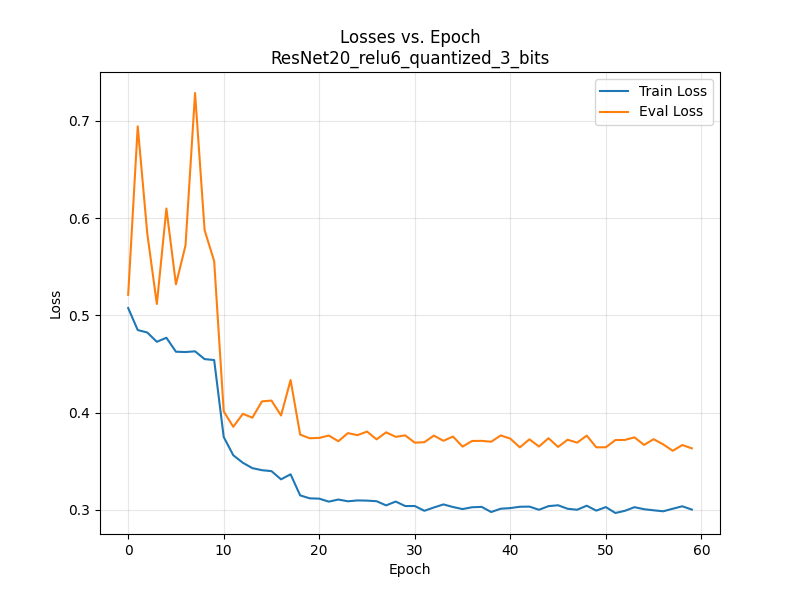 Losses vs. Epoch
ResNet20_relu6_quantized_3_bits
Train Loss
Eval Loss
0.7
0.6
0.5
0.4
0.3
Loss
0
10
20
30
40
50
60
Epoch